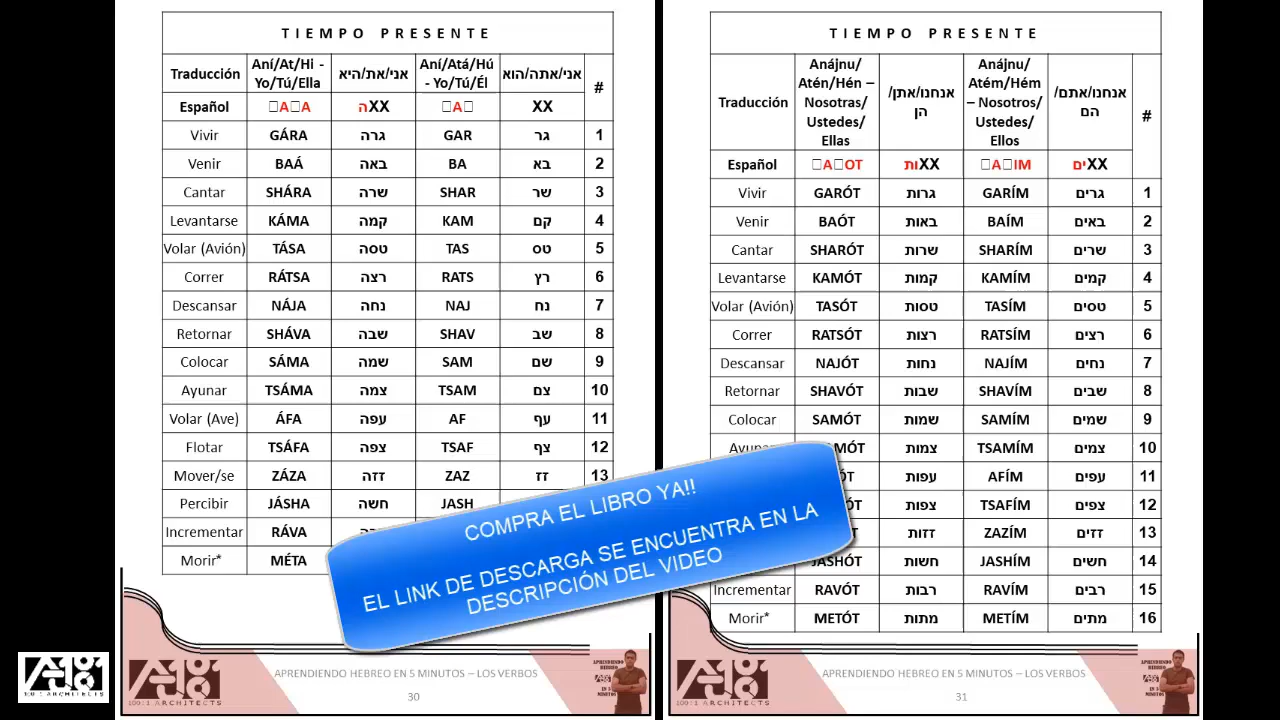 TIEMPO PRESENTE
Traducción Aní/At/Hi - Yo/Tú/Ella אני/את/היא Aní/Atá/Hú - Yo/Tú/Él אני/אתה/הוא #
Español □A□A XXה □A□ XX
Vivir GÁRA גרה GAR גר 1
Venir BAÁ באה BA בא 2
Cantar SHÁRA שרה SHAR שר 3
Levantarse KÁMA קמה KAM קם 4
Volar (Avión) TÁSA טסה TAS טס 5
Correr RÁTSA רצה RATS רץ 6
Descansar NÁJA נחה NAJ נח 7
Retornar SHÁVA שבה SHAV שב 8
Colocar SÁMA שמה SAM שם 9
Ayunar TSÁMA צמה TSAM צם 10
Volar (Ave) ÁFA עפה AF עף 11
Flotar TSÁFA צפה TSAF צף 12
Mover/se ZÁZA זזה ZAZ זז 13
Percibir JÁSHA חשה JASH
Incrementar RÁVA
Morir* MÉTA
APRENDIENDO HEBREO EN 5 MINUTOS – LOS VERBOS
30
TIEMPO PRESENTE
Traducción Anájnu/ Atén/Hén – Nosotras/ Ustedes/ Ellas אנחנו/אתן/ הן Anájnu/ Atém/Hém – Nosotros/ Ustedes/ Ellos אנחנו/אתם/ הם #
Español □A□OT XXות □A□IM XXים
Vivir GARÓT גרות GARÍM גרים 1
Venir BAÓT באות BAÍM באים 2
Cantar SHARÓT שרות SHARÍM שרים 3
Levantarse KAMÓT קמות KAMÍM קמים 4
Volar (Avión) TASÓT טסות TASÍM טסים 5
Correr RATSÓT רצות RATSÍM רצים 6
Descansar NAJÓT נחות NAJÍM נחים 7
Retornar SHAVÓT שבות SHAVÍM שבים 8
Colocar SAMÓT שמות SAMÍM שמים 9
צמות TSAMÍM צמים 10
עפות AFÍM עפים 11
צפות TSAFÍM צפים 12
זזות ZAZÍM זזים 13
JASHÓT חשות JASHÍM חשים 14
Incrementar RAVÓT רבות RAVÍM רבים 15
Morir* METÓT מתות METÍM מתים 16
APRENDIENDO HEBREO EN 5 MINUTOS – LOS VERBOS
31
COMPRA EL LIBRO YA!!
EL LINK DE DESCARGA SE ENCUENTRA EN LA
DESCRIPCIÓN DEL VIDEO